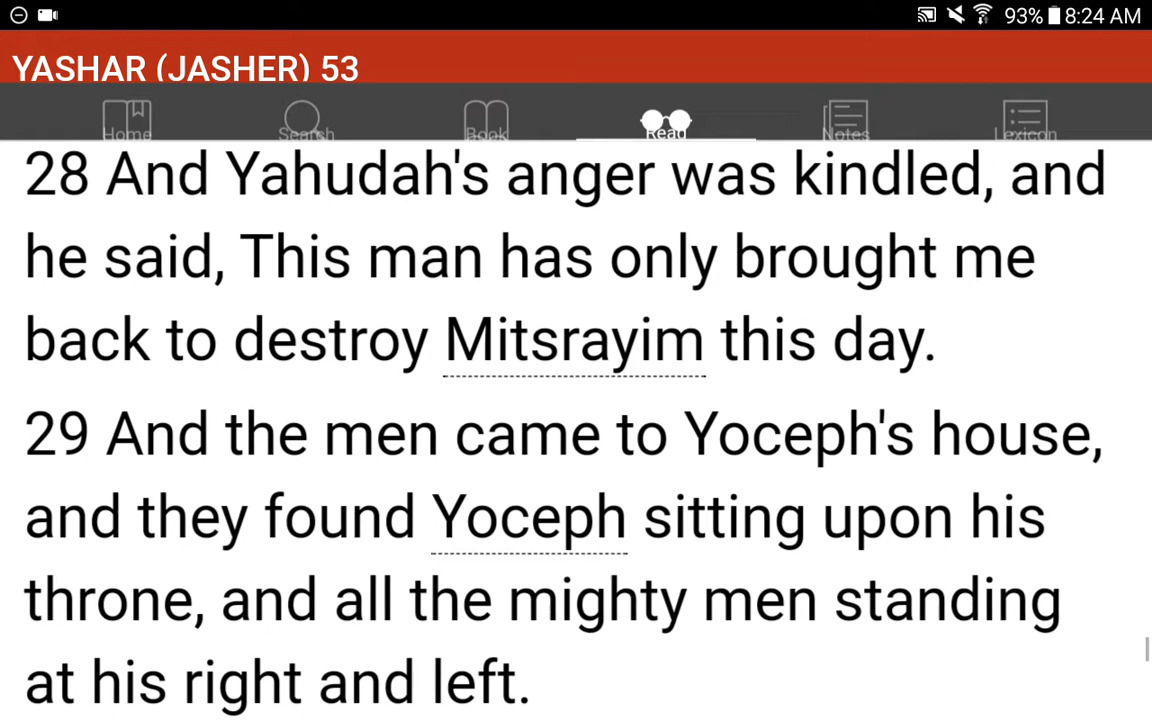 93% 8:24 AM
YASHAR (JASHER) 53
Home Search Book Read Notes Lexicon
28 And Yahudah's anger was kindled, and
he said, This man has only brought me
back to destroy Mitsrayim this day.
29 And the men came to Yoceph's house,
and they found Yoceph sitting upon his
throne, and all the mighty men standing
at his right and left.